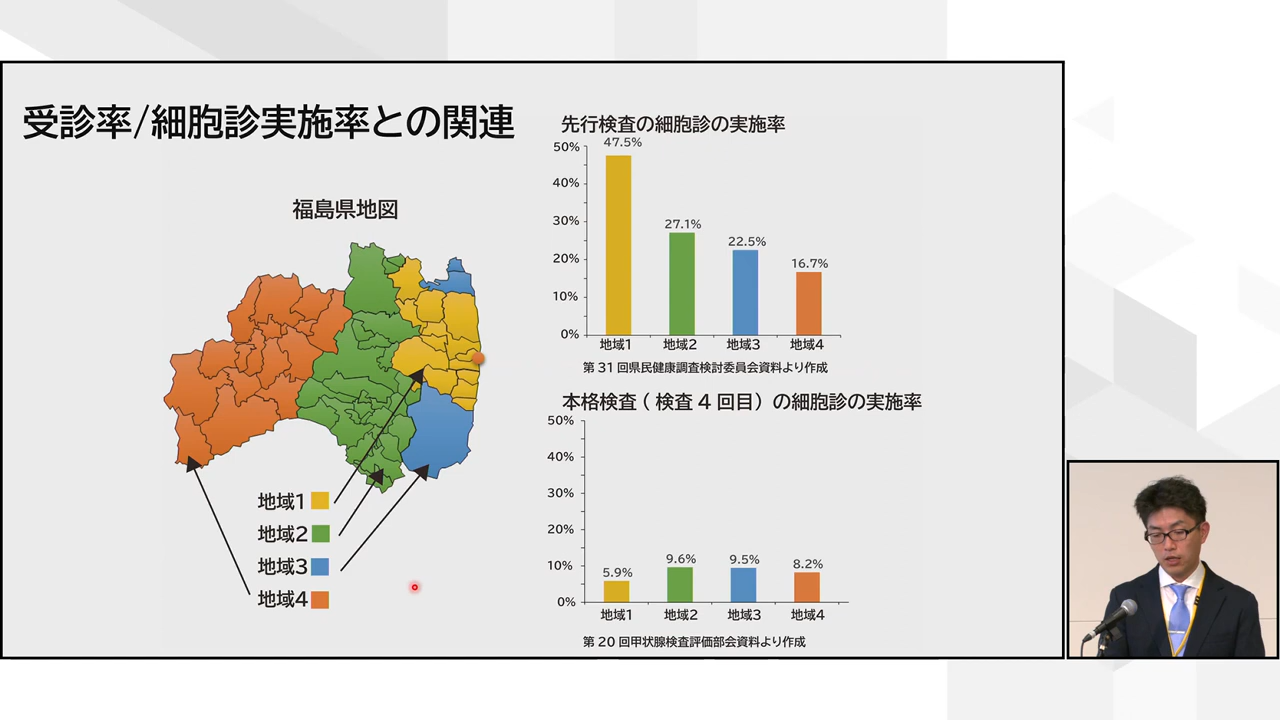 受診率/細胞診実施率との関連
福島県地図
地域1
地域2
地域3
地域4
先行検査の細胞診の実施率
50%
40%
30%
20%
10%
0%
47.5%
27.1%
22.5%
16.7%
地域1 地域2 地域3 地域4
第 31 回県民健康調査検討委員会資料より作成
本格検査 ( 検査 4 回目）の細胞診の実施率
50%
40%
30%
20%
10%
0%
5.9%
9.6%
9.5%
8.2%
地域1 地域2 地域3 地域4
第 20 回甲状腺検査評価部会資料より作成